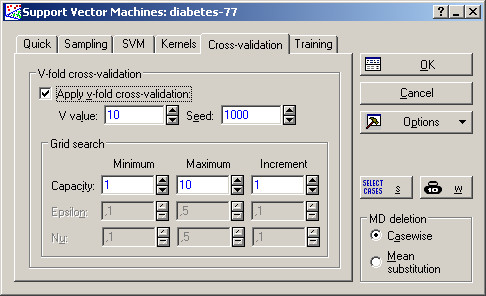 Support Vector Machines: diabetes-77
Quick Sampling SVM Kernels Cross-validation Training
V-fold cross-validation
Apply v-fold cross-validation:
V value: 10 Seed: 1000
Grid search
Minimum Maximum Increment
Capacity: 1 10 1
Epsilon: ,1 ,5 ,1
Nu: ,1 ,5 ,1
OK
Cancel
Options
SELECT CASES S
W
MD deletion
Casewise
Mean substitution